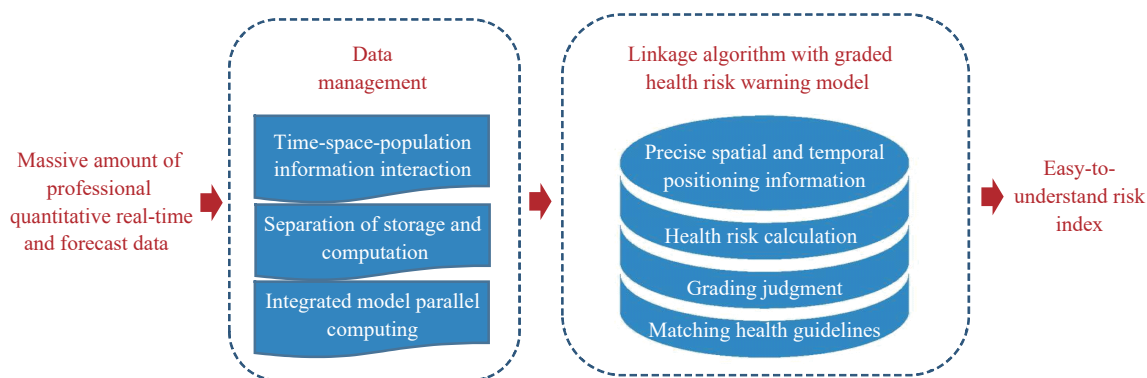 Massive amount of
professional
quantitative real-time
and forecast data
Data
management
Time-space-population
information interaction
Separation of storage and
computation
Integrated model parallel
computing
Linkage algorithm with graded
health risk warning model
Precise spatial and temporal
positioning information
Health risk calculation
Grading judgment
Matching health guidelines
Easy-to-
understand risk
index